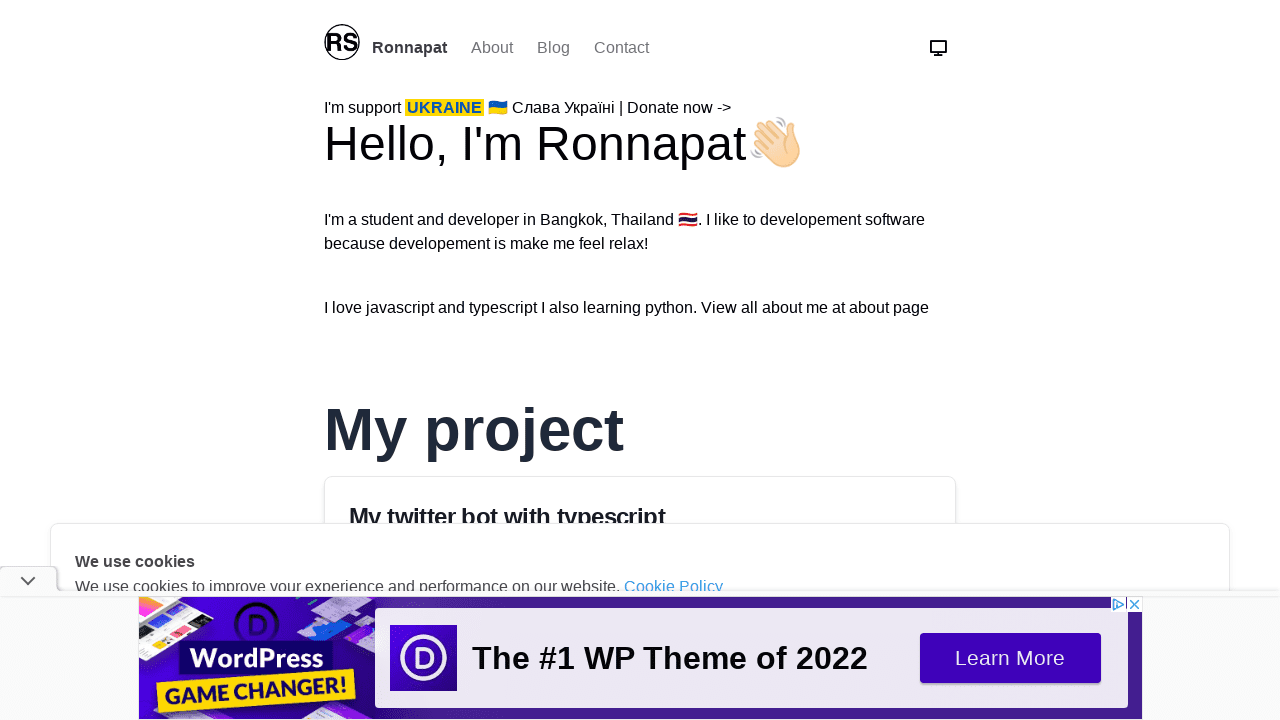 RS Ronnapat About Blog Contact
I'm support UKRAINE 🇺🇦 Слава Україні | Donate now ->
Hello, I'm Ronnapat👋🏻
I'm a student and developer in Bangkok, Thailand 🇹🇭. I like to developement software
because developement is make me feel relax!
I love javascript and typescript I also learning python. View all about me at about page
My project
My twitter bot with typescript
We use cookies
We use cookies to improve your experience and performance on our website. Cookie Policy
WordPress
GAME CHANGER!
D
The #1 WP Theme of 2022
Learn More